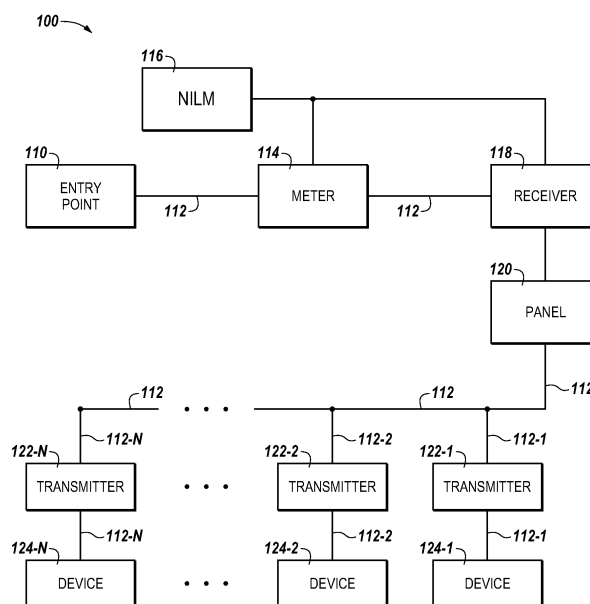 100
116
NILM
110
114
118
ENTRY
POINT
METER
RECEIVER
112
112
120
PANEL
112
112
112
112-N
112-2
112-1
122-N
122-2
122-1
TRANSMITTER
TRANSMITTER
TRANSMITTER
112-N
112-2
112-1
124-N
124-2
124-1
DEVICE
DEVICE
DEVICE